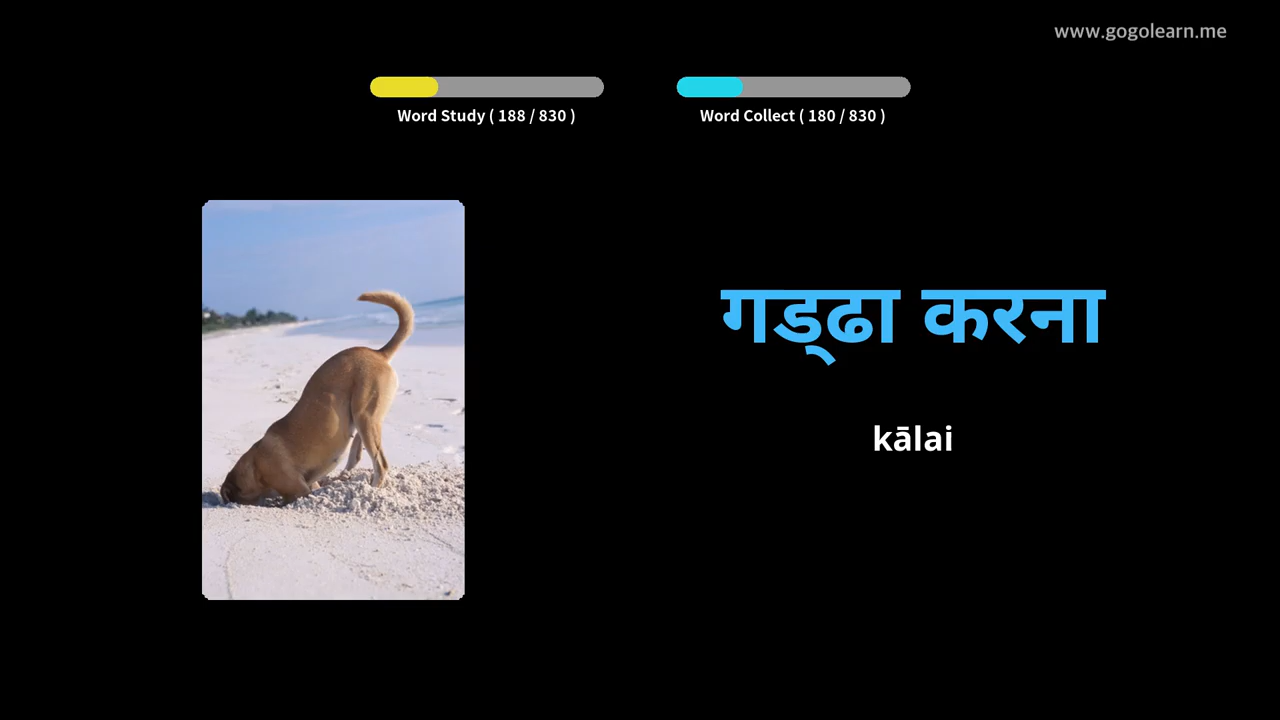 www.gogolearn.me
Word Study ( 188 / 830 )
Word Collect ( 180 / 830 )
गड्‌ढा करना
kālai